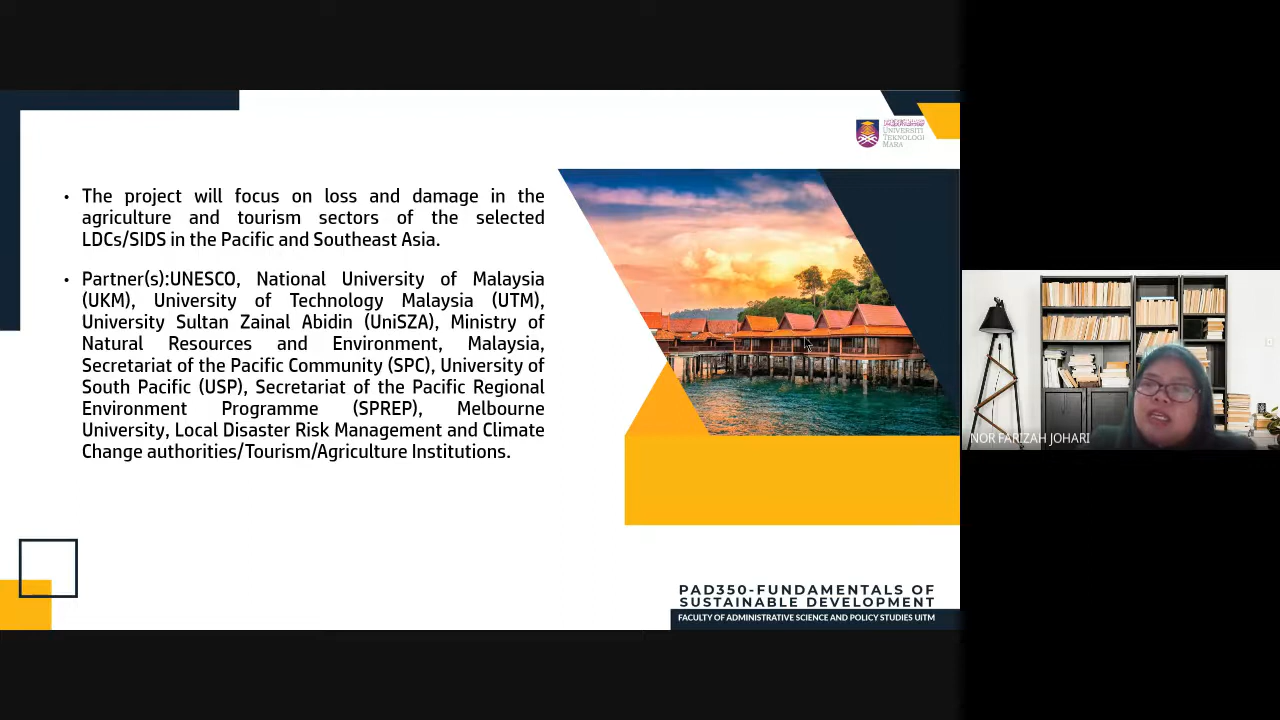 UNIVERSITI
TEKNOLOGI
MARA
• The project will focus on loss and damage in the
agriculture and tourism sectors of the selected
LDCs/SIDS in the Pacific and Southeast Asia.
• Partner(s):UNESCO, National University of Malaysia
(UKM), University of Technology Malaysia (UTM),
University Sultan Zainal Abidin (UniSZA), Ministry of
Natural Resources and Environment, Malaysia,
Secretariat of the Pacific Community (SPC), University of
South Pacific (USP), Secretariat of the Pacific Regional
Environment Programme (SPREP), Melbourne
University, Local Disaster Risk Management and Climate
Change authorities/Tourism/Agriculture Institutions.
NOR FARIZAH JOHARI
PAD350-FUNDAMENTALS OF
SUSTAINABLE DEVELOPMENT
FACULTY OF ADMINISTRATIVE SCIENCE AND POLICY STUDIES UITM